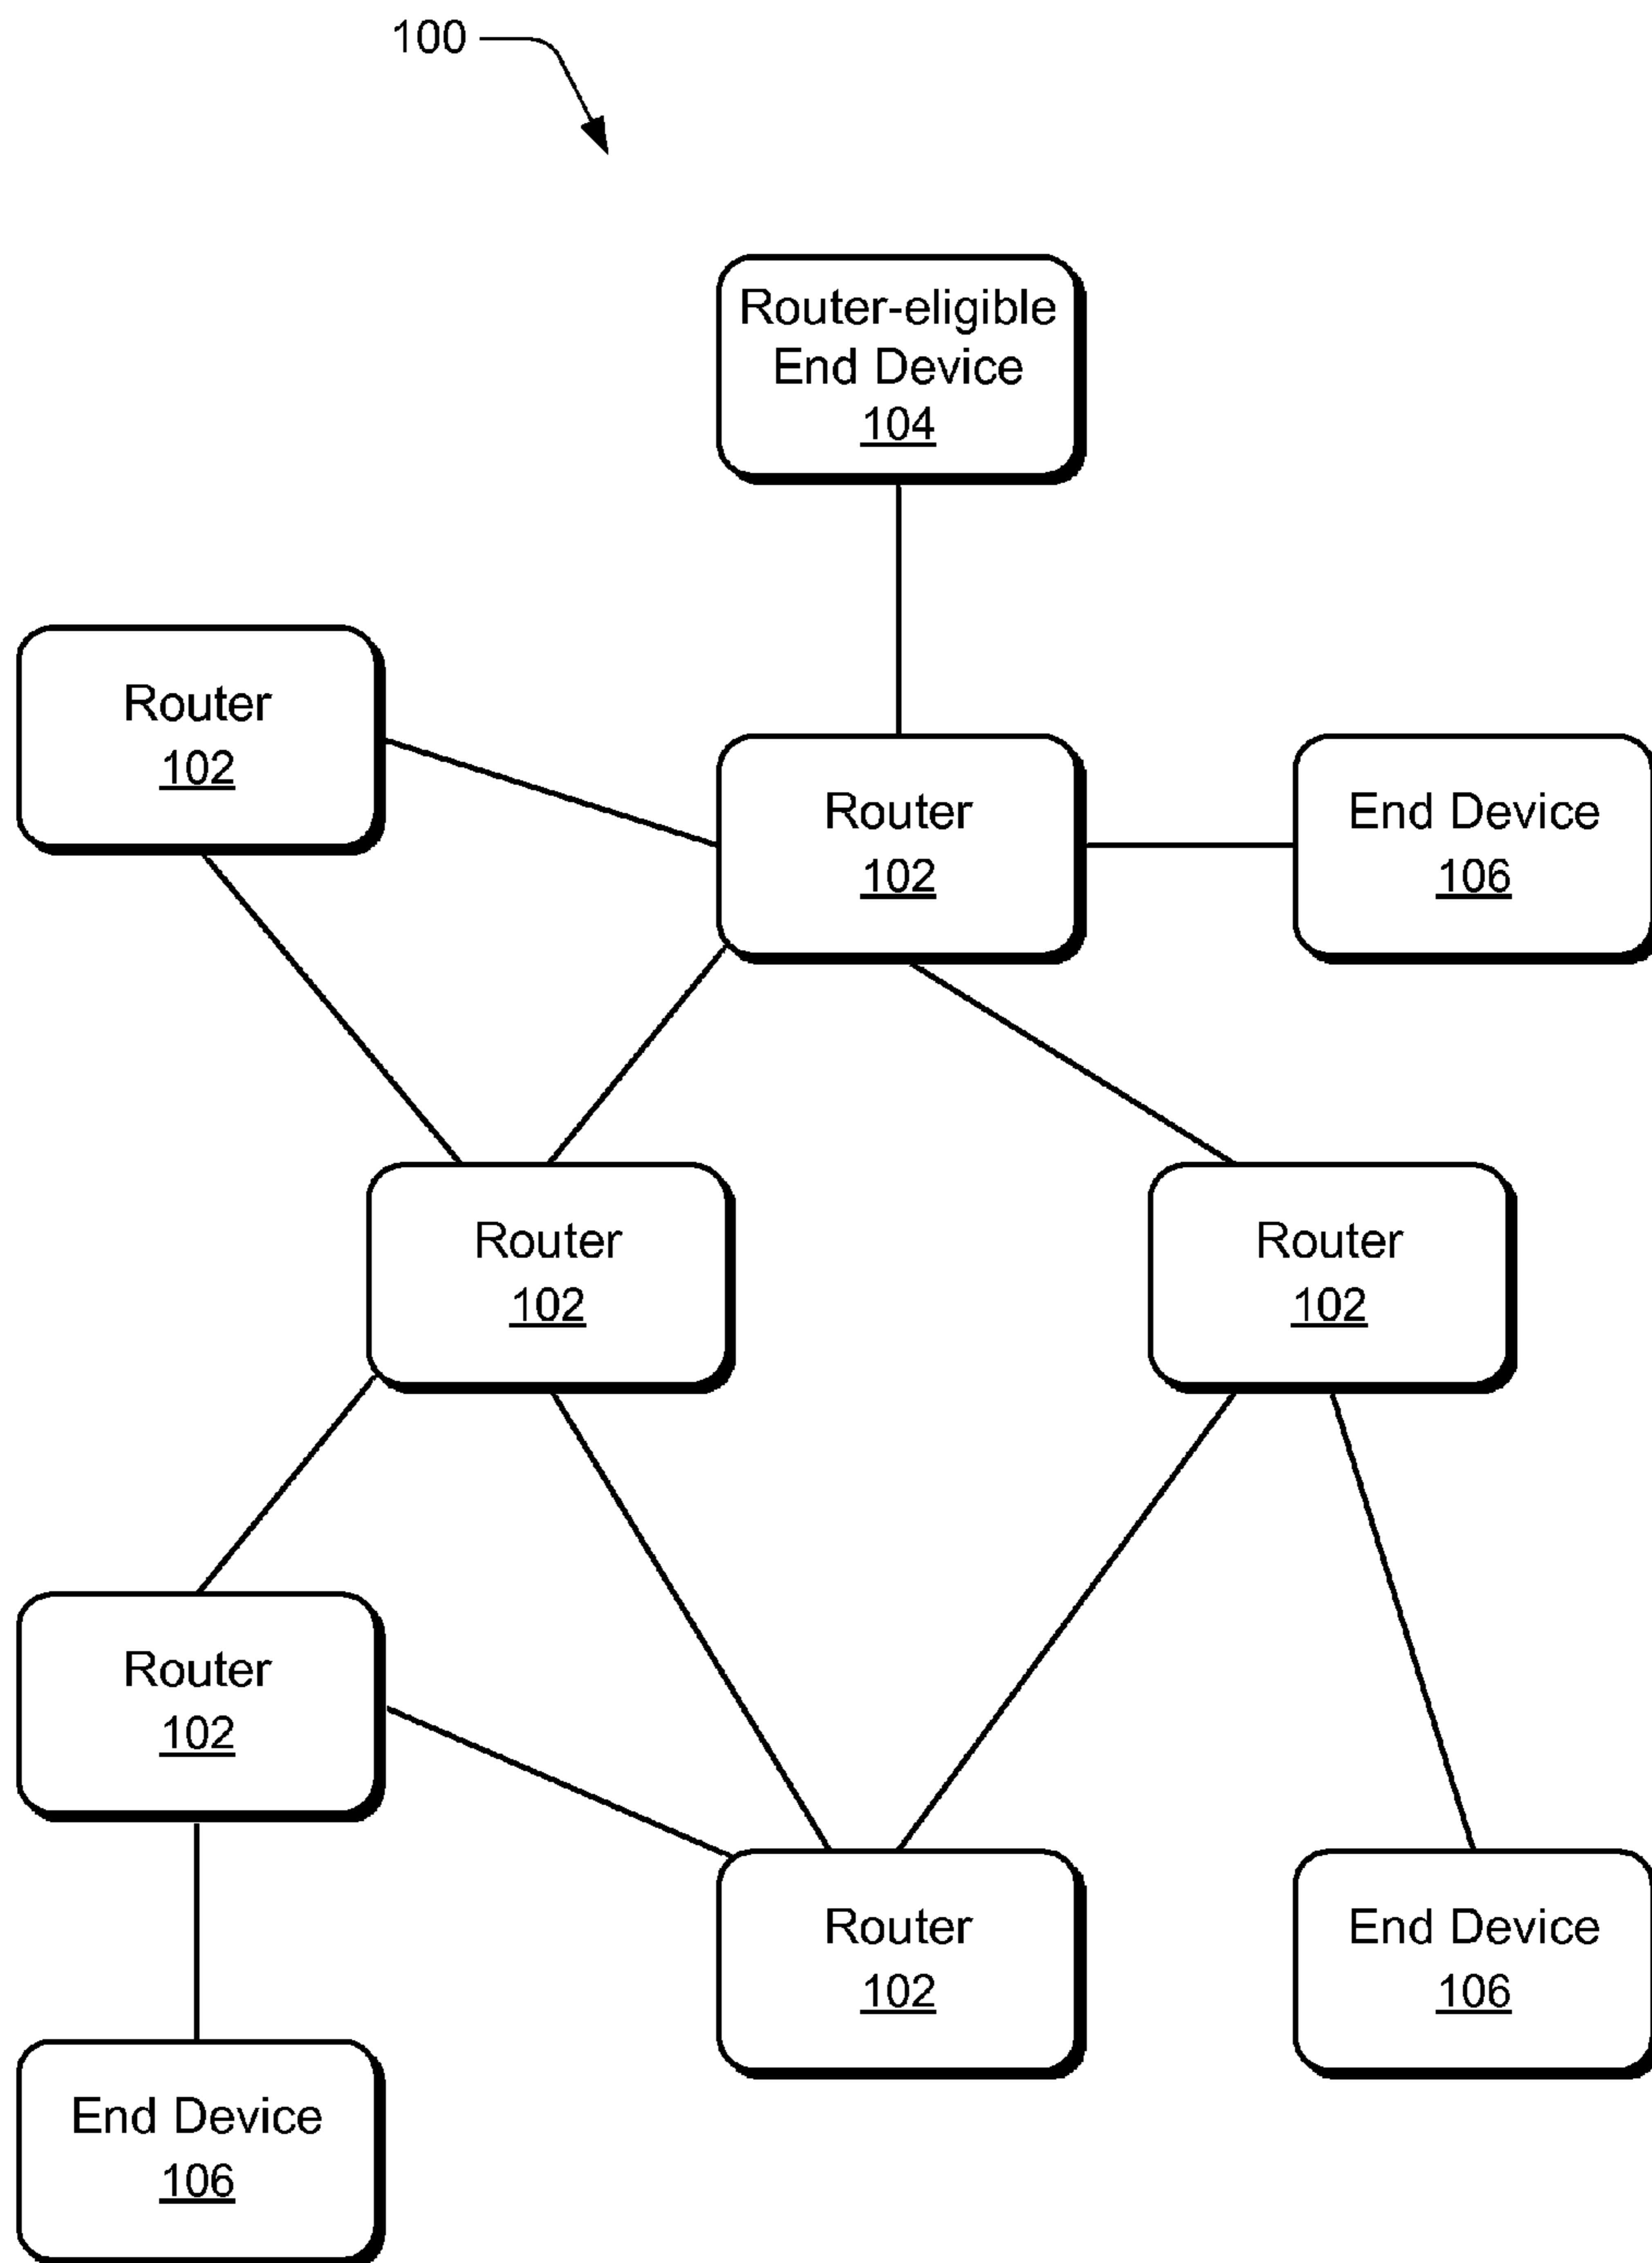 100
Router-eligible
End Device
104
Router
102
Router
102
End Device
106
Router
102
Router
102
Router
102
Router
102
End Device
106
End Device
106